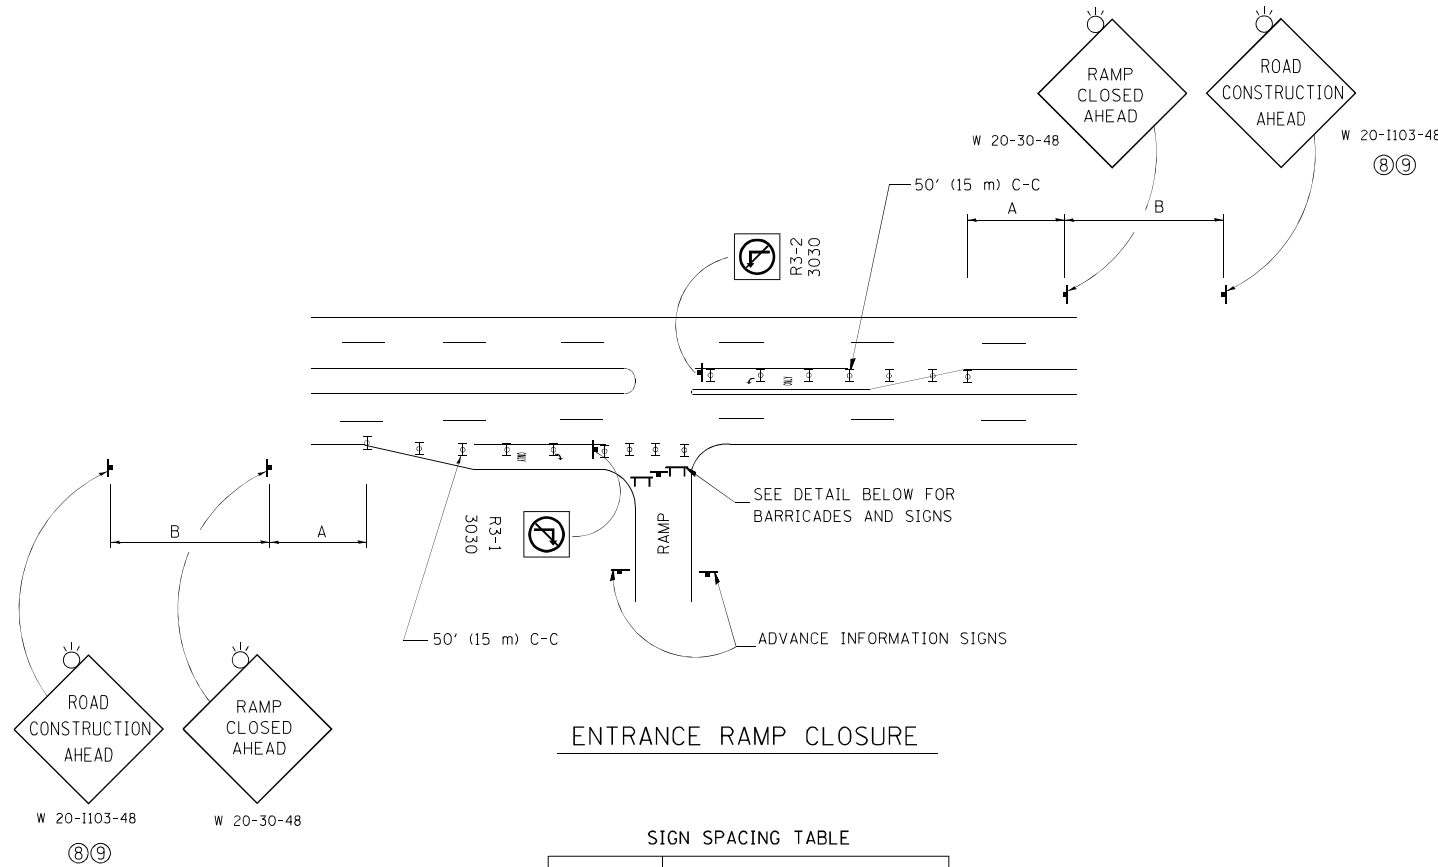 RAMP
CLOSED
AHEAD
W 20-30-48
ROAD
CONSTRUCTION
AHEAD
W 20-I103-48
⑧⑨
50' (15 m) C-C
A
B
R3-2
3030
ONLY
ONLY
SEE DETAIL BELOW FOR
BARRICADES AND SIGNS
RAMP
R3-1
3030
B
A
50' (15 m) C-C
ADVANCE INFORMATION SIGNS
ROAD
CONSTRUCTION
AHEAD
W 20-I103-48
⑧⑨
RAMP
CLOSED
AHEAD
W 20-30-48
ENTRANCE RAMP CLOSURE
SIGN SPACING TABLE